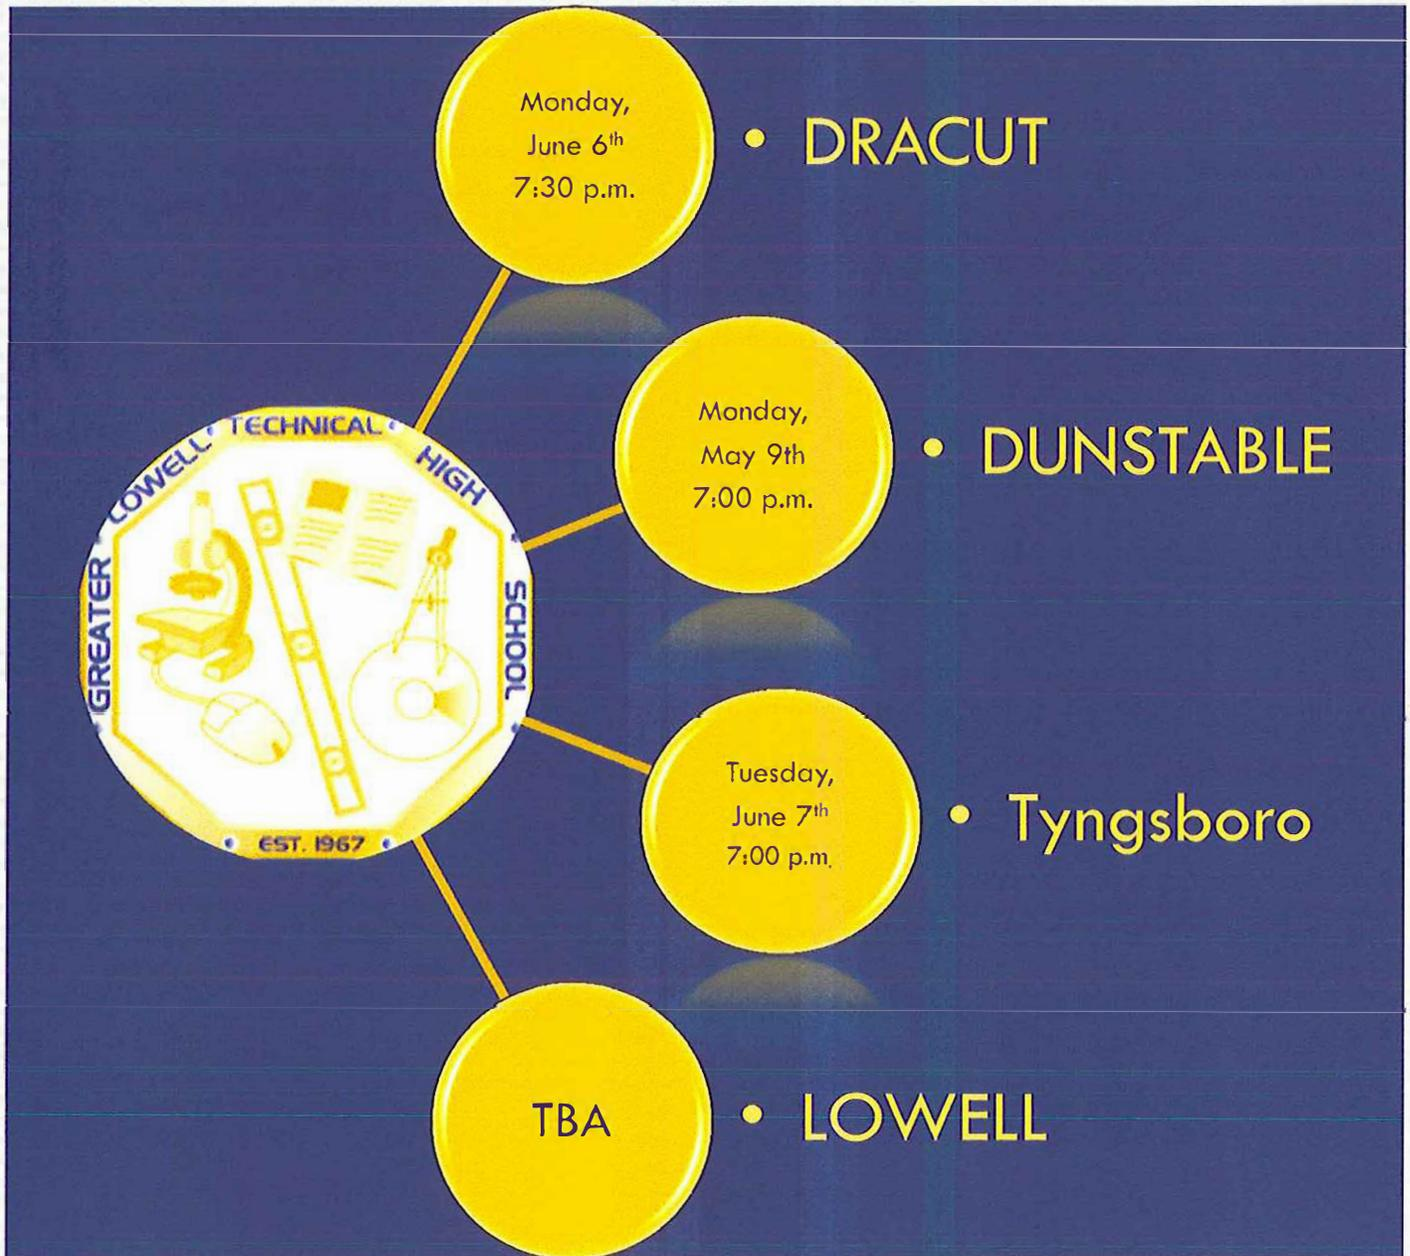 Monday,
June 6th
7:30 p.m.
• DRACUT
Monday,
May 9th
7:00 p.m.
• DUNSTABLE
GREATER LOWELL TECHNICAL HIGH SCHOOL
EST. 1967
Tuesday,
June 7th
7:00 p.m.
• Tyngsboro
TBA
• LOWELL